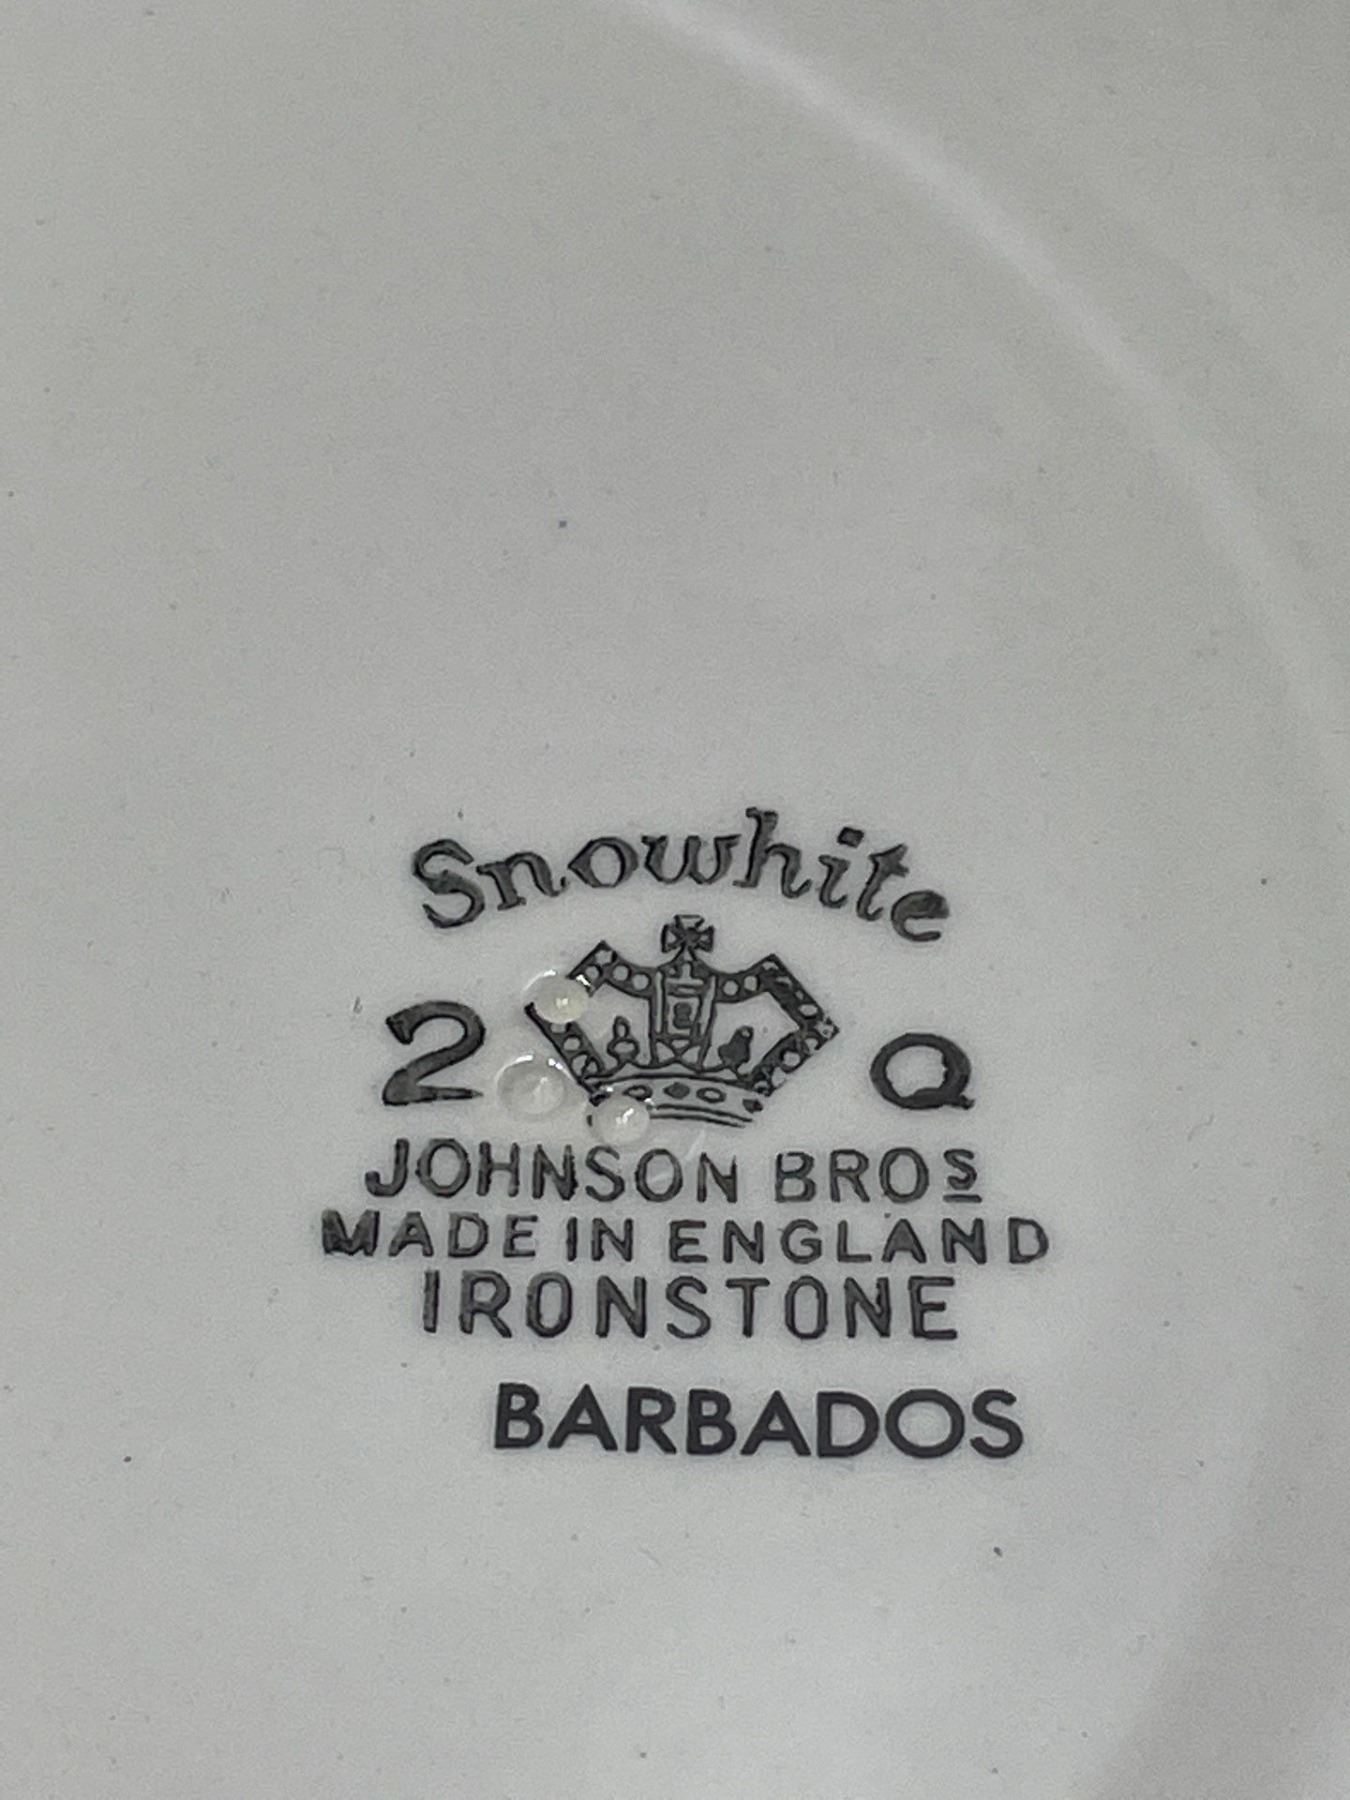 Snowhite
2 Q
JOHNSON BROS
MADE IN ENGLAND
IRONSTONE
BARBADOS